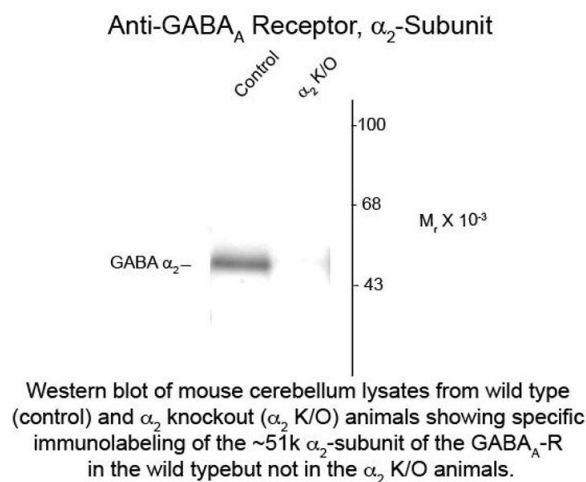 Anti-GABA_A Receptor, α₂-Subunit
Control
α₂ K/O
100
68
Mᵣ X 10⁻³
GABA α₂–
43
Western blot of mouse cerebellum lysates from wild type
(control) and α₂ knockout (α₂ K/O) animals showing specific
immunolabeling of the ~51k α₂-subunit of the GABA_A-R
in the wild typebut not in the α₂ K/O animals.